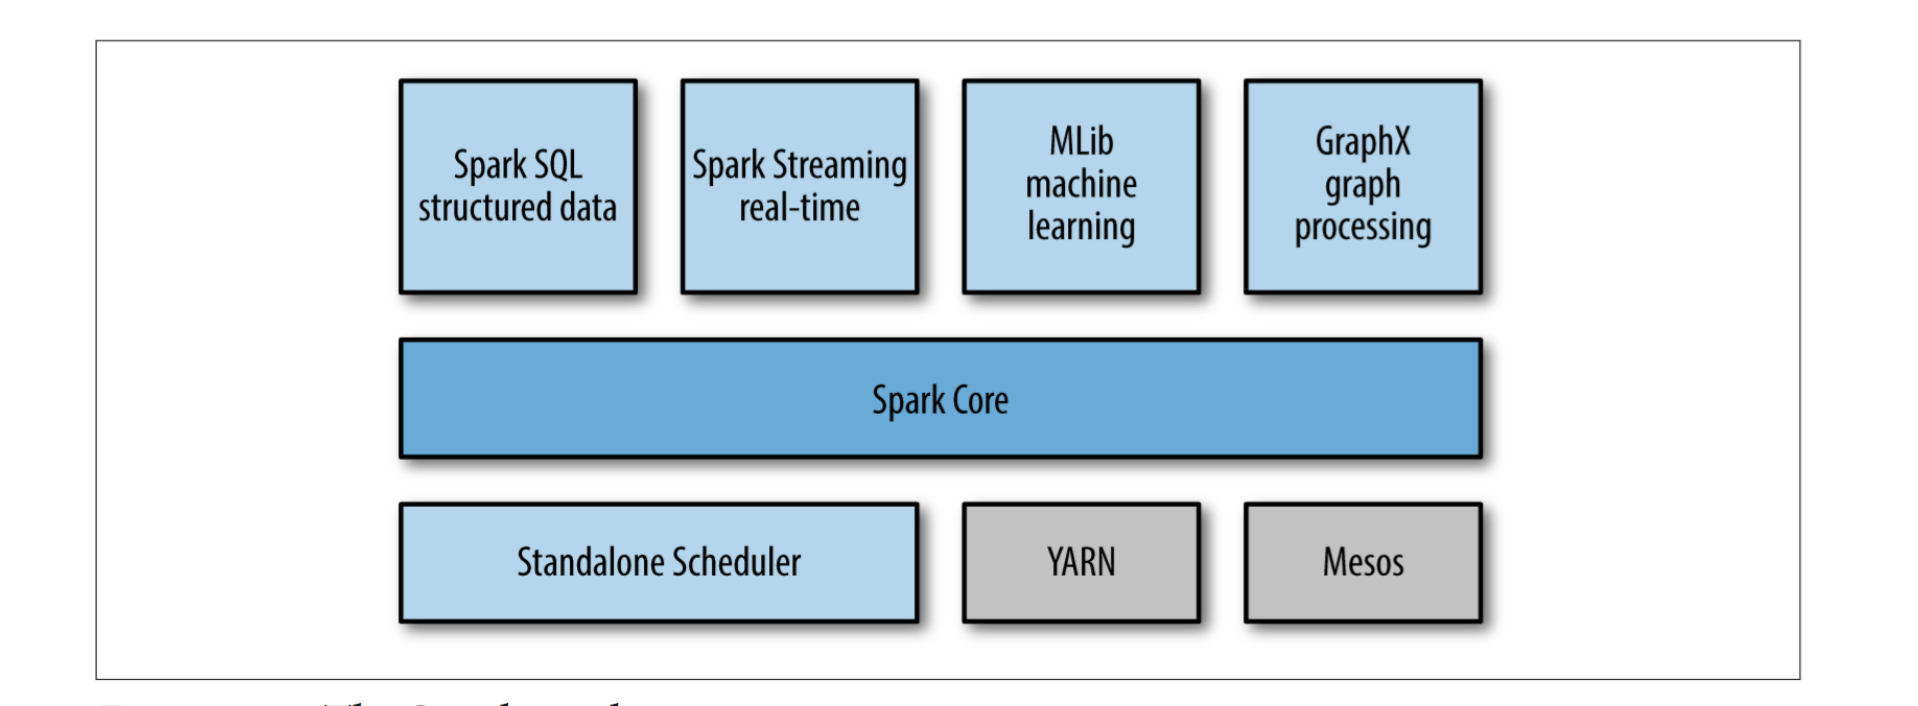 Spark SQL
structured data
Spark Streaming
real-time
MLib
machine
learning
GraphX
graph
processing
Spark Core
Standalone Scheduler
YARN
Mesos